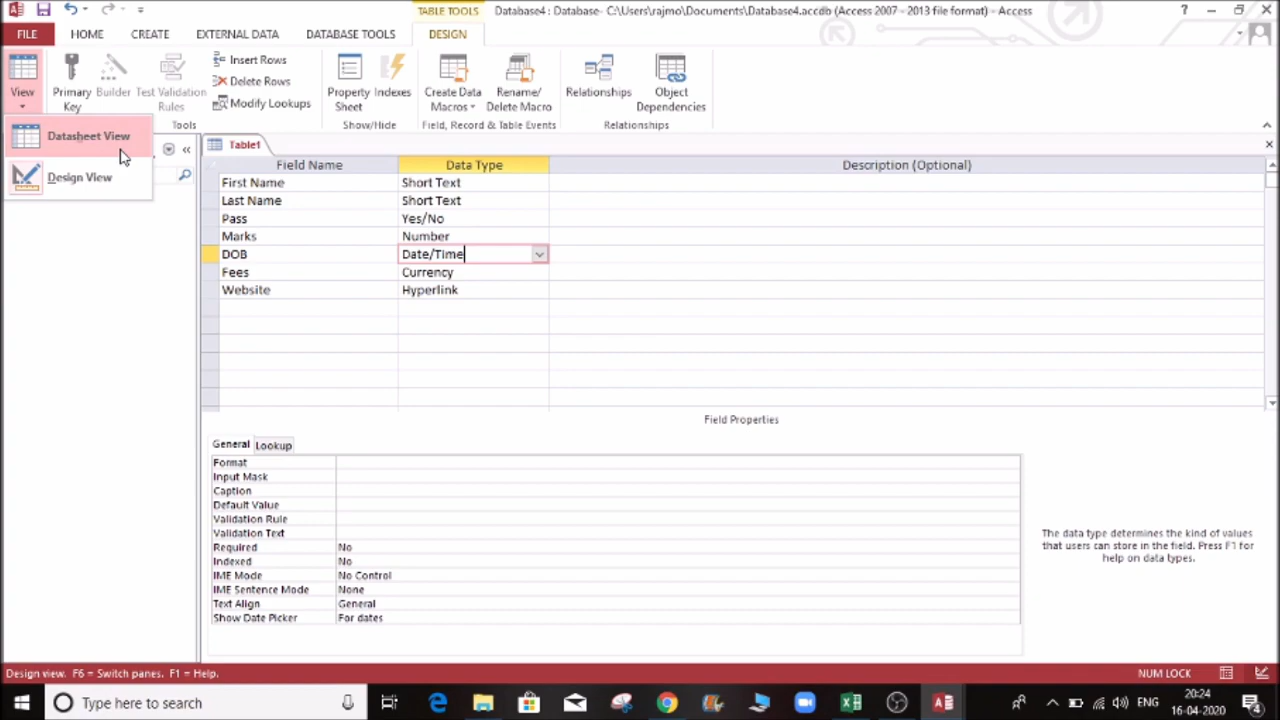 TABLE TOOLS
Database4 : Database- C:\Users\rajmo\Documents\Database4.accdb (Access 2007 - 2013 file format) - Access
FILE HOME CREATE EXTERNAL DATA DATABASE TOOLS DESIGN
View
Primary Key
Builder
Test Validation Rules
Insert Rows
Delete Rows
Modify Lookups
Tools
Property Sheet
Indexes
Show/Hide
Create Data Macros
Rename/ Delete Macro
Field, Record & Table Events
Relationships
Object Dependencies
Relationships
Datasheet View
Design View
Table1
Field Name Data Type Description (Optional)
First Name Short Text
Last Name Short Text
Pass Yes/No
Marks Number
DOB Date/Time
Fees Currency
Website Hyperlink
Field Properties
General Lookup
Format
Input Mask
Caption
Default Value
Validation Rule
Validation Text
Required No
Indexed No
IME Mode No Control
IME Sentence Mode None
Text Align General
Show Date Picker For dates
The data type determines the kind of values
that users can store in the field. Press F1 for
help on data types.
Design view. F6 = Switch panes. F1 = Help. NUM LOCK
Type here to search
ENG
20:24
16-04-2020
4